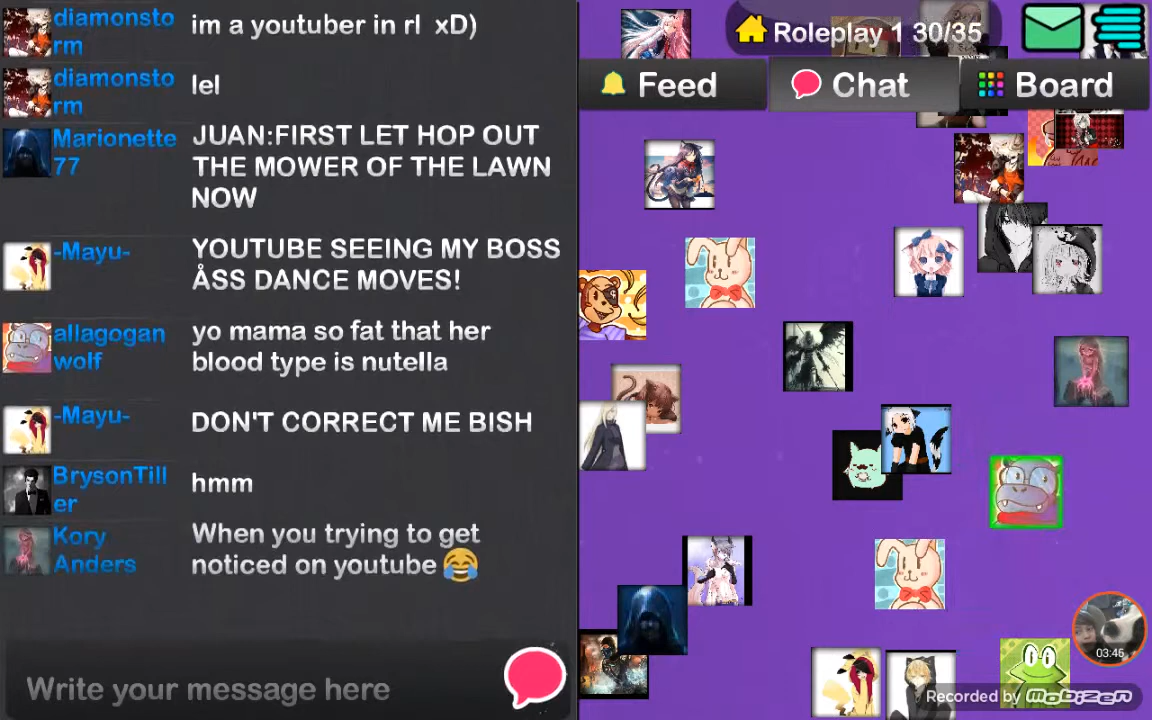 diamonstorm
im a youtuber in rl  xD)
diamonstorm
lel
Marionette77
JUAN:FIRST LET HOP OUT
THE MOWER OF THE LAWN
NOW
-Mayu-
YOUTUBE SEEING MY BOSS
ÅSS DANCE MOVES!
allagoganwolf
yo mama so fat that her
blood type is nutella
-Mayu-
DON'T CORRECT ME BISH
BrysonTiller
hmm
Kory
Anders
When you trying to get
noticed on youtube 😂
Write your message here
Roleplay 1 30/35
Feed
Chat
Board
03:46
Recorded by mobizen